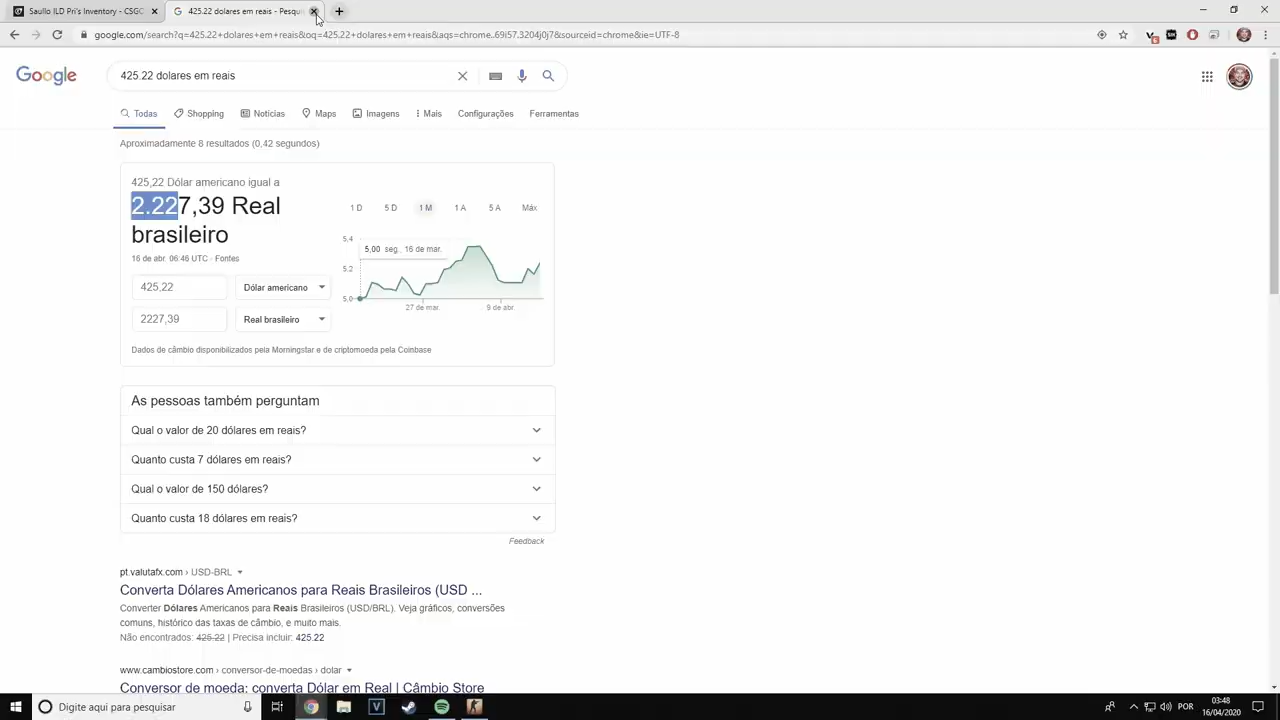 Saullo ILD Pri's Inventory - CSGC
425.22 dolares em reais - Pesqui
google.com/search?q=425.22+dolares+em+reais&oq=425.22+dolares+em+reais&aqs=chrome..69i57.3204j0j7&sourceid=chrome&ie=UTF-8
Google
425.22 dolares em reais
Todas
Shopping
Notícias
Maps
Imagens
Mais
Configurações
Ferramentas
Aproximadamente 8 resultados (0,42 segundos)
425,22 Dólar americano igual a
2.227,39 Real
brasileiro
16 de abr. 06:46 UTC · Fontes
425.22
Dólar americano
2227,39
Real brasileiro
1 D
5 D
1 M
1 A
5 A
Máx
5,4
5,00 seg., 16 de mar.
5,2
5,0
27 de mar.
9 de abr.
Dados de câmbio disponibilizados pela Morningstar e de criptomoeda pela Coinbase
As pessoas também perguntam
Qual o valor de 20 dólares em reais?
Quanto custa 7 dólares em reais?
Qual o valor de 150 dólares?
Quanto custa 18 dólares em reais?
Feedback
pt.valutafx.com › USD-BRL
Converta Dólares Americanos para Reais Brasileiros (USD ...
Converter Dólares Americanos para Reais Brasileiros (USD/BRL). Veja gráficos, conversões
comuns, histórico das taxas de câmbio, e muito mais.
Não encontrados: 425.22 | Precisa incluir: 425.22
www.cambiostore.com › conversor-de-moedas › dolar
Conversor de moeda: converta Dólar em Real | Câmbio Store
Digite aqui para pesquisar
POR
03:48
16/04/2020